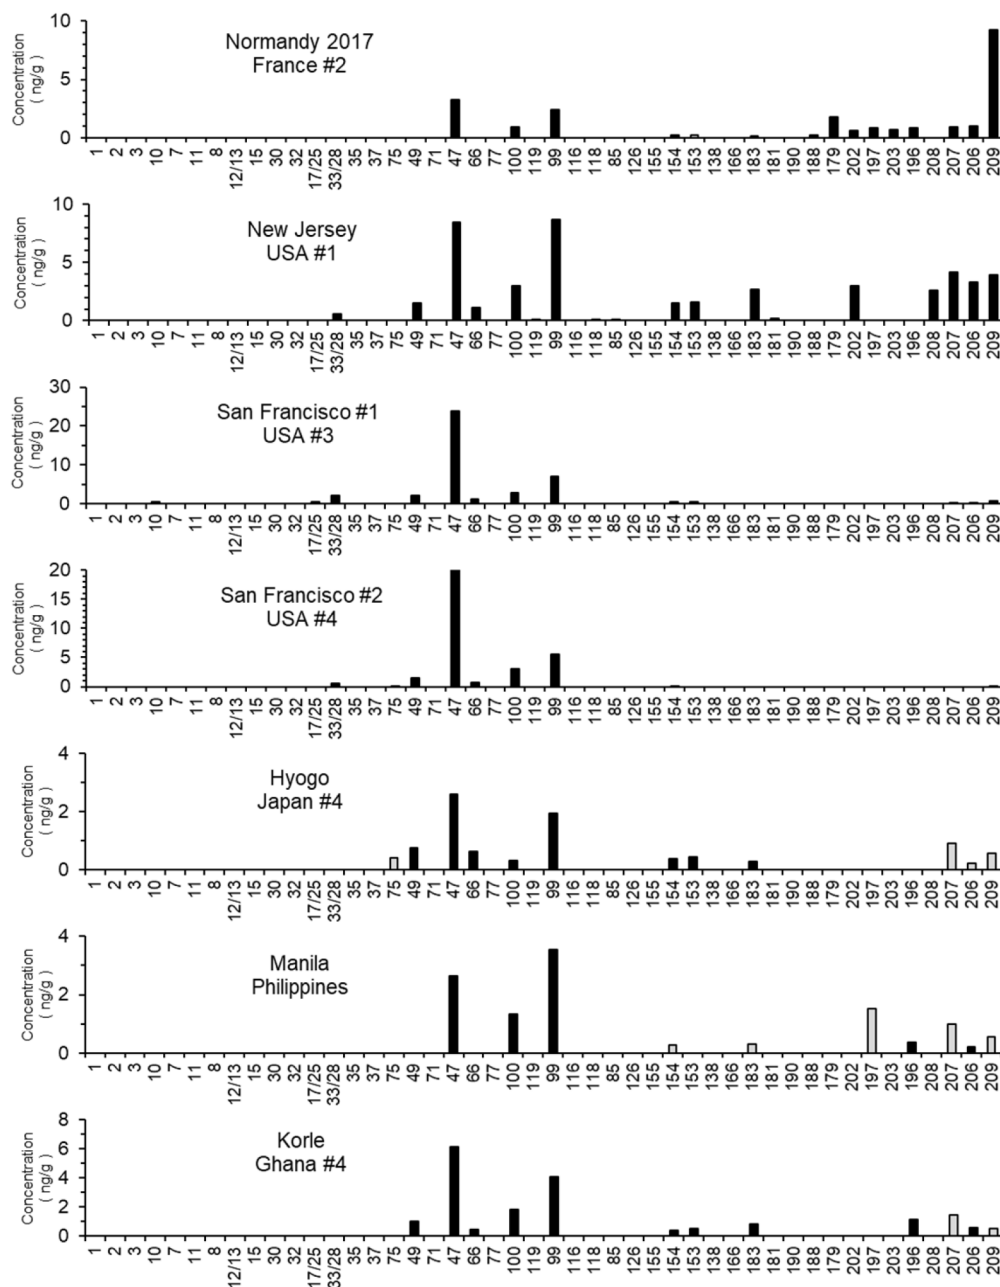 Concentration
( ng/g )
10
5
0
Normandy 2017
France #2
1 2 3 10 7 11 8 12/13 15 30 32 17/25 33/28 35 37 75 49 71 47 66 77 100 119 99 116 118 85 126 155 154 153 138 166 183 181 190 188 179 202 197 203 196 208 207 206 209
Concentration
( ng/g )
10
5
0
New Jersey
USA #1
1 2 3 10 7 11 8 12/13 15 30 32 17/25 33/28 35 37 75 49 71 47 66 77 100 119 99 116 118 85 126 155 154 153 138 166 183 181 190 188 179 202 197 203 196 208 207 206 209
Concentration
( ng/g )
30
20
10
0
San Francisco #1
USA #3
1 2 3 10 7 11 8 12/13 15 30 32 17/25 33/28 35 37 75 49 71 47 66 77 100 119 99 116 118 85 126 155 154 153 138 166 183 181 190 188 179 202 197 203 196 208 207 206 209
Concentration
( ng/g )
20
15
10
5
0
San Francisco #2
USA #4
1 2 3 10 7 11 8 12/13 15 30 32 17/25 33/28 35 37 75 49 71 47 66 77 100 119 99 116 118 85 126 155 154 153 138 166 183 181 190 188 179 202 197 203 196 208 207 206 209
Concentration
( ng/g )
4
2
0
Hyogo
Japan #4
1 2 3 10 7 11 8 12/13 15 30 32 17/25 33/28 35 37 75 49 71 47 66 77 100 119 99 116 118 85 126 155 154 153 138 166 183 181 190 188 179 202 197 203 196 208 207 206 209
Concentration
( ng/g )
4
2
0
Manila
Philippines
1 2 3 10 7 11 8 12/13 15 30 32 17/25 33/28 35 37 75 49 71 47 66 77 100 119 99 116 118 85 126 155 154 153 138 166 183 181 190 188 179 202 197 203 196 208 207 206 209
Concentration
( ng/g )
8
6
4
2
0
Korle
Ghana #4
1 2 3 10 7 11 8 12/13 15 30 32 17/25 33/28 35 37 75 49 71 47 66 77 100 119 99 116 118 85 126 155 154 153 138 166 183 181 190 188 179 202 197 203 196 208 207 206 209